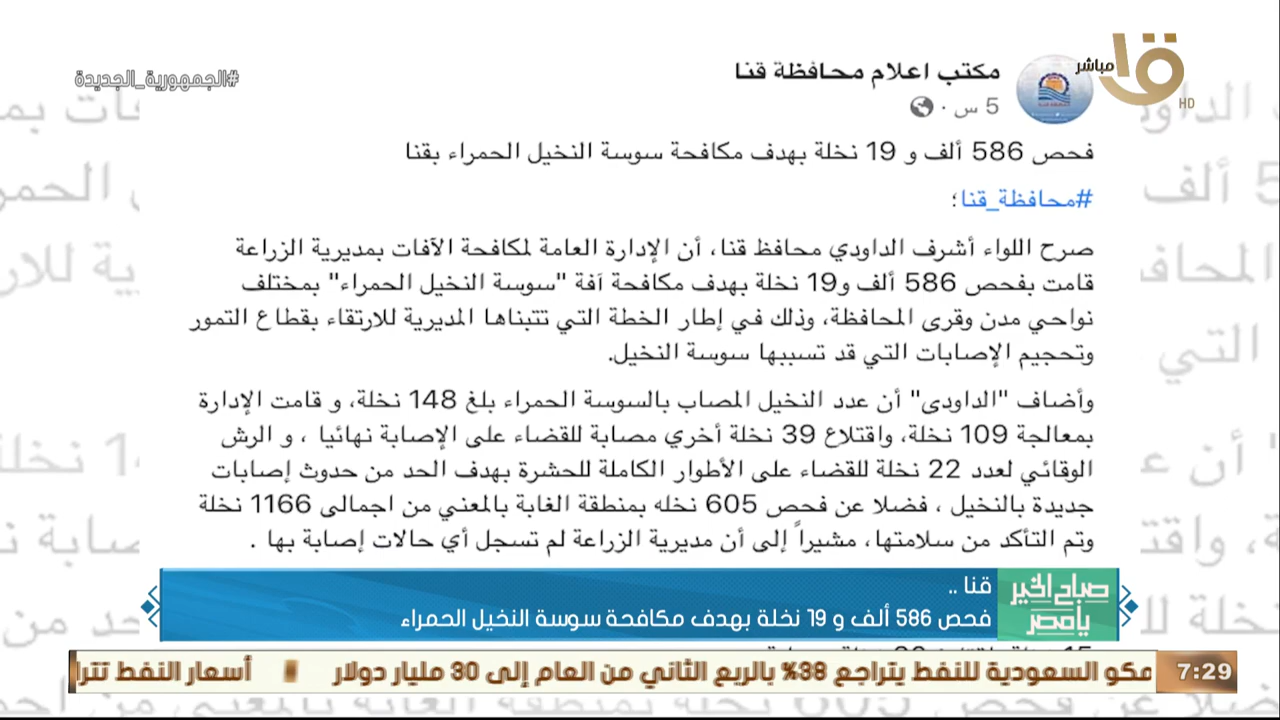 #الجمهورية_الجديدة
مباشر
HD
مكتب اعلام محافظة قنا
5 س ·
فحص 586 ألف و 19 نخلة بهدف مكافحة سوسة النخيل الحمراء بقنا
#محافظة_قنا؛
صرح اللواء أشرف الداودي محافظ قنا، أن الإدارة العامة لمكافحة الآفات بمديرية الزراعة
قامت بفحص 586 ألف و19 نخلة بهدف مكافحة آفة "سوسة النخيل الحمراء" بمختلف
نواحي مدن وقرى المحافظة، وذلك في إطار الخطة التي تتبناها المديرية للارتقاء بقطاع التمور
وتحجيم الإصابات التي قد تسببها سوسة النخيل.
وأضاف "الداودى" أن عدد النخيل المصاب بالسوسة الحمراء بلغ 148 نخلة، و قامت الإدارة
بمعالجة 109 نخلة، واقتلاع 39 نخلة أخري مصابة للقضاء على الإصابة نهائيا ، و الرش
الوقائي لعدد 22 نخلة للقضاء على الأطوار الكاملة للحشرة بهدف الحد من حدوث إصابات
جديدة بالنخيل ، فضلا عن فحص 605 نخله بمنطقة الغابة بالمعني من اجمالى 1166 نخلة
وتم التأكد من سلامتها، مشيراً إلى أن مديرية الزراعة لم تسجل أي حالات إصابة بها .
صباح الخير
يا مصر
قنا ..
فحص 586 ألف و 19 نخلة بهدف مكافحة سوسة النخيل الحمراء
7:29
مكو السعودية للنفط يتراجع 38% بالربع الثاني من العام إلى 30 مليار دولار
أسعار النفط تترا